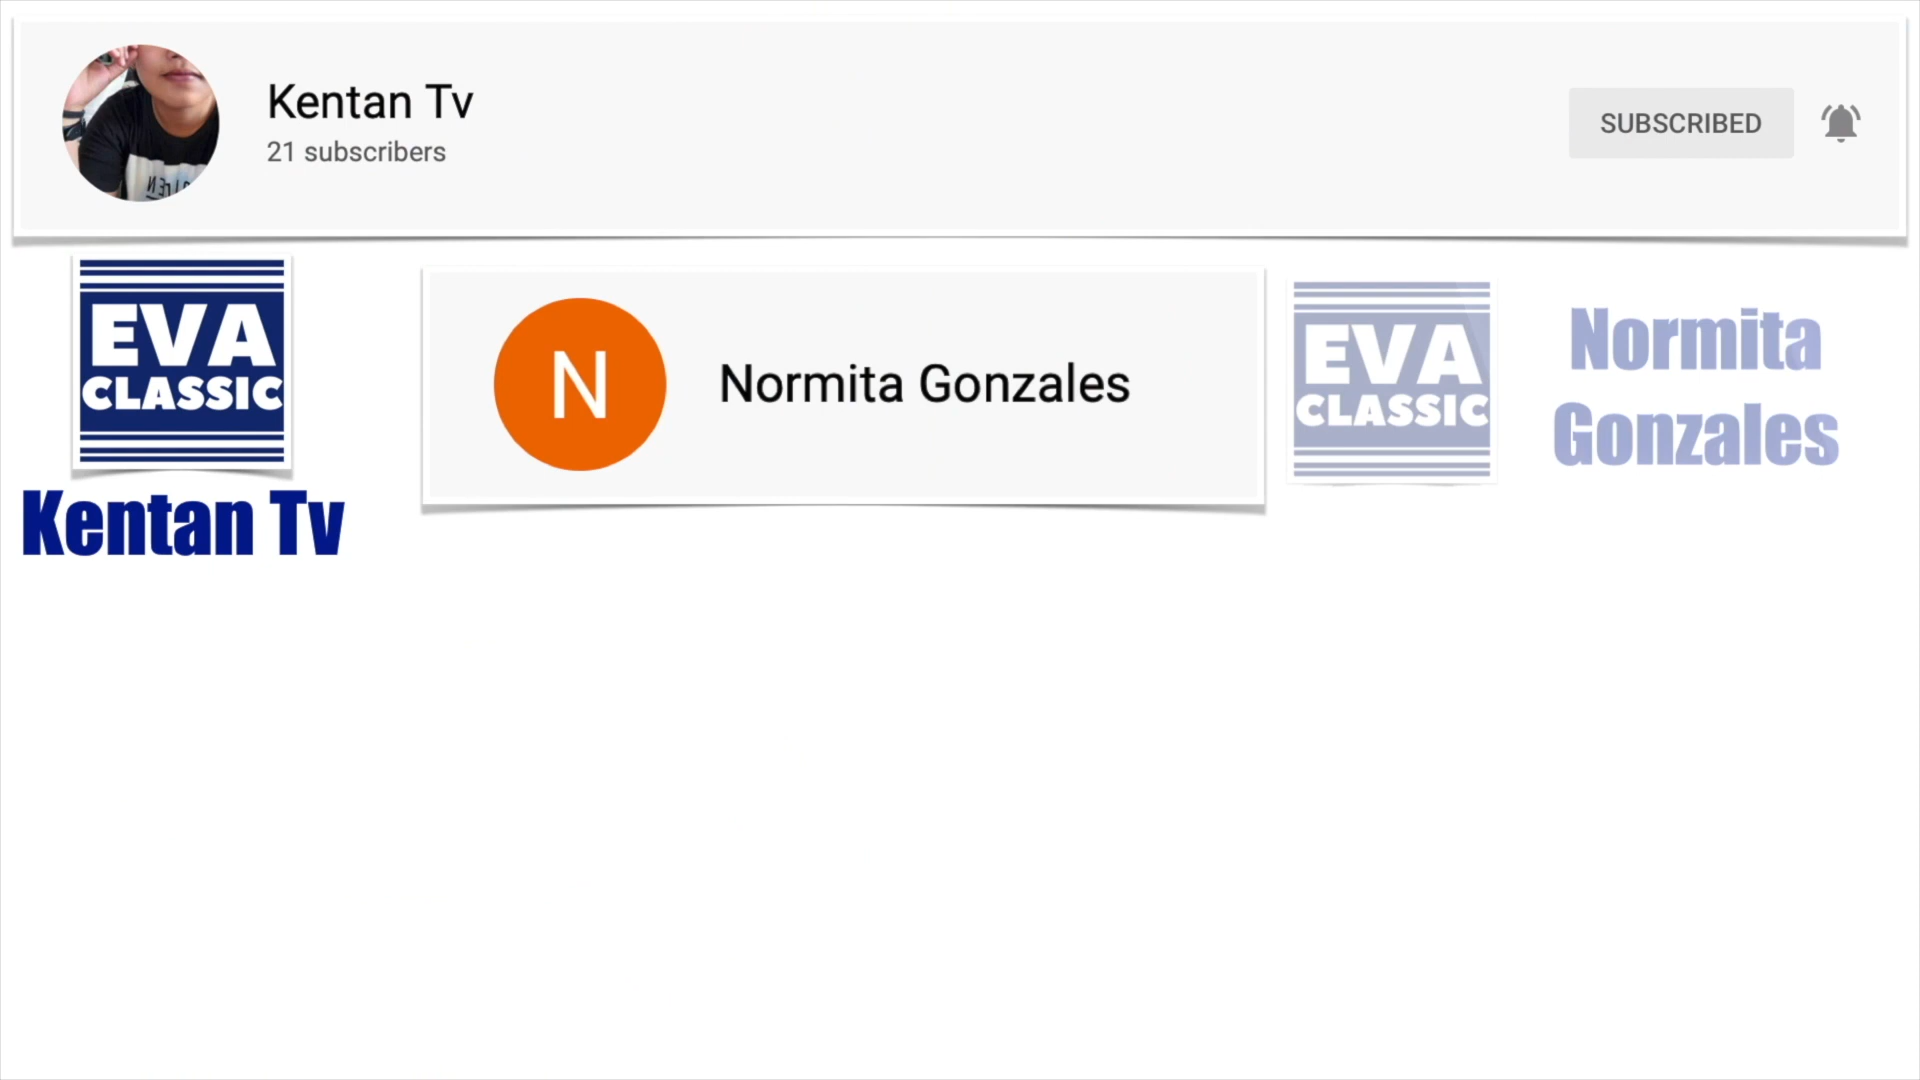 Kentan Tv
21 subscribers
SUBSCRIBED
EVA
CLASSIC
Kentan Tv
N
Normita Gonzales
EVA
CLASSIC
Normita
Gonzales